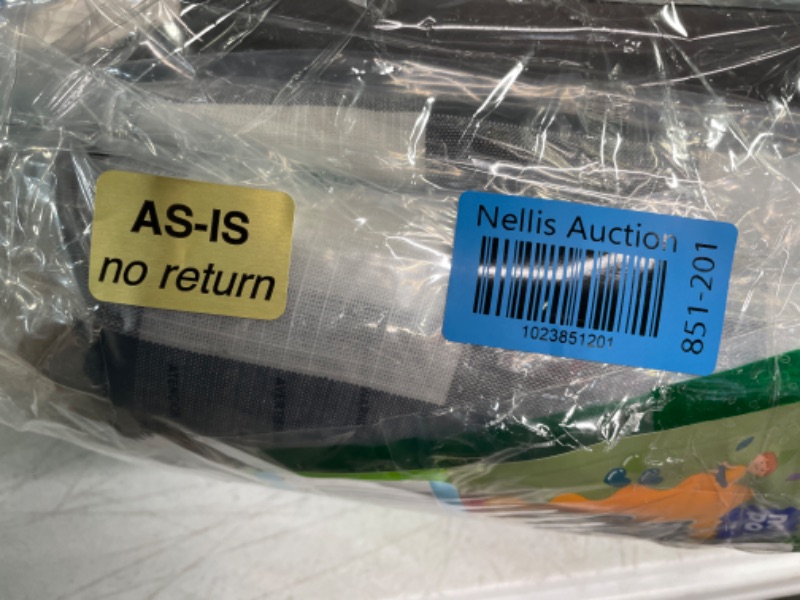 AS-IS
no return
Nellis Auction
1023851201
851-201